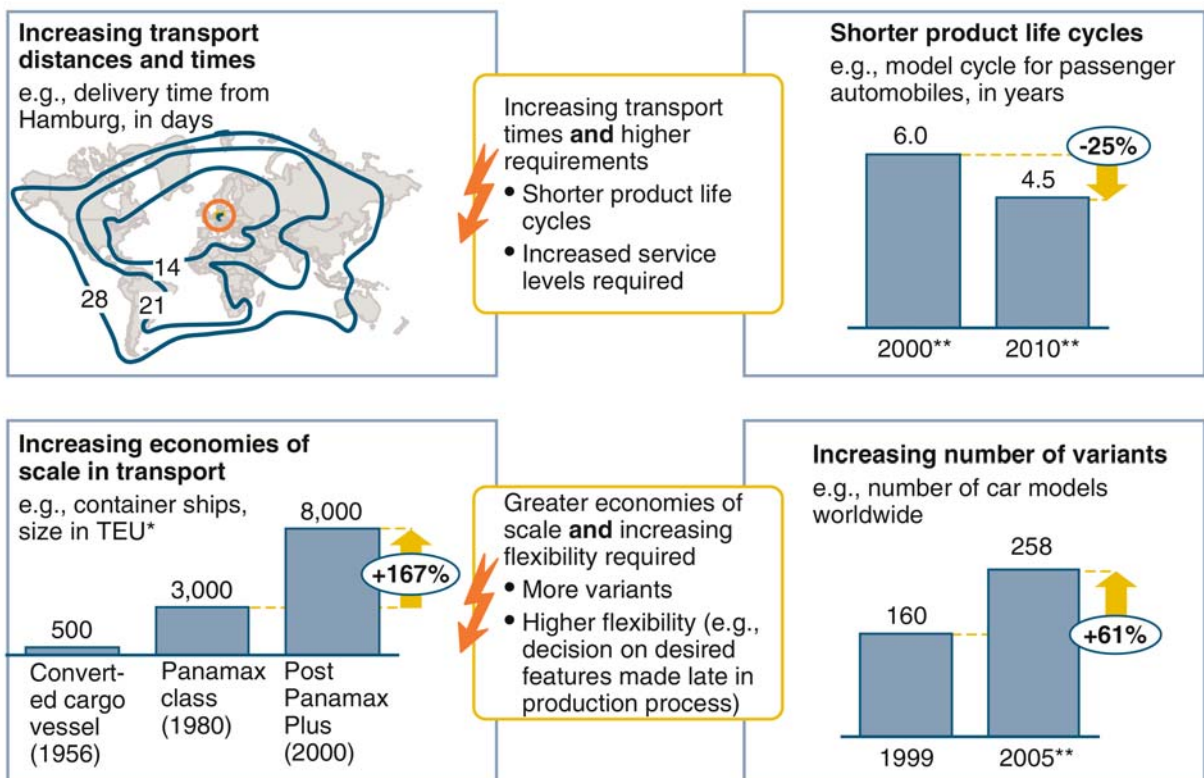 Increasing transport
distances and times
e.g., delivery time from
Hamburg, in days
14
28
21
Increasing transport
times and higher
requirements
• Shorter product life
cycles
• Increased service
levels required
Shorter product life cycles
e.g., model cycle for passenger
automobiles, in years
6.0
-25%
4.5
2000**
2010**
Increasing economies of
scale in transport
e.g., container ships,
size in TEU*
8,000
+167%
3,000
500
Convert-
ed cargo
vessel
(1956)
Panamax
class
(1980)
Post
Panamax
Plus
(2000)
Greater economies of
scale and increasing
flexibility required
• More variants
• Higher flexibility (e.g.,
decision on desired
features made late in
production process)
Increasing number of variants
e.g., number of car models
worldwide
258
160
+61%
1999
2005**